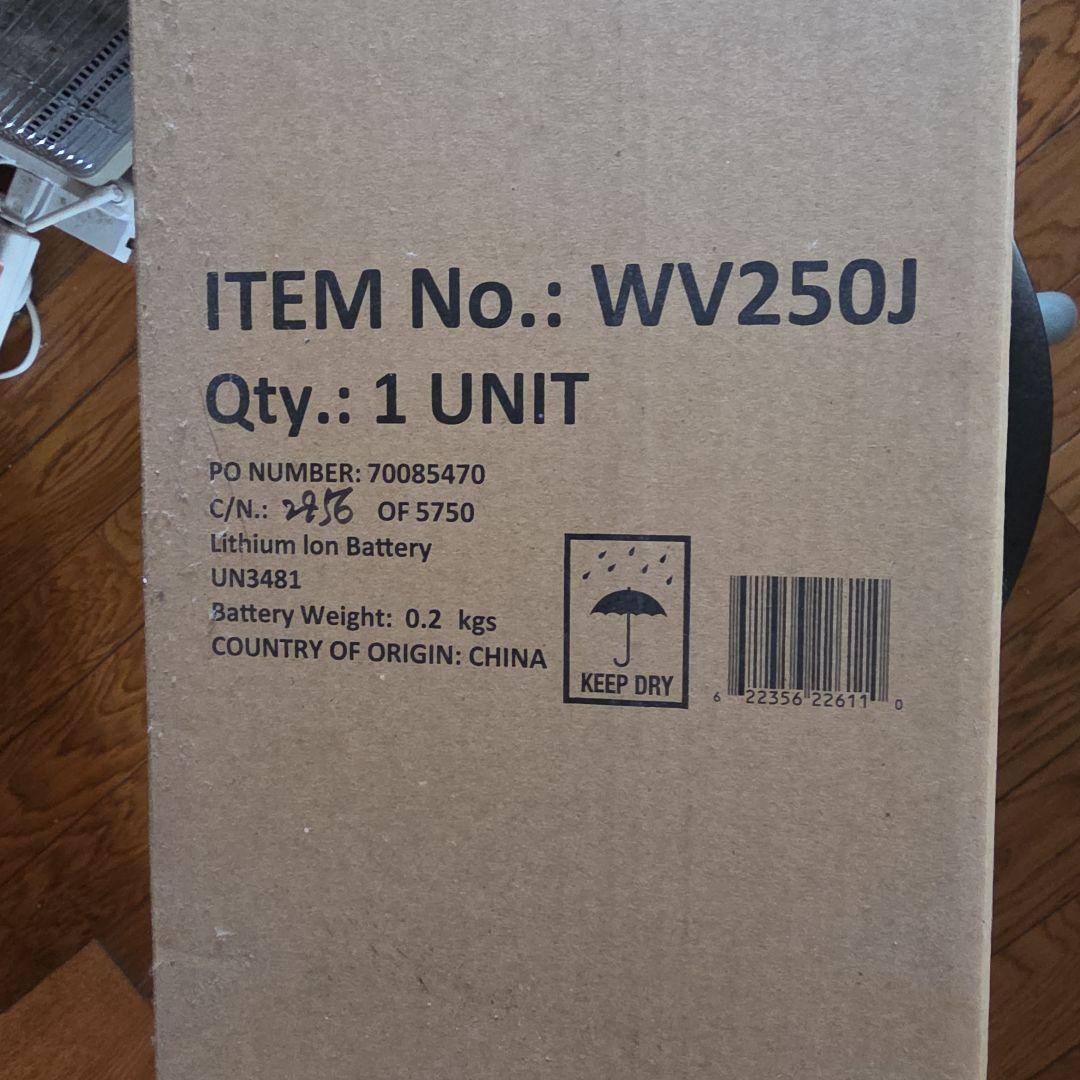 ITEM No.: WV250J
Qty.: 1 UNIT
PO NUMBER: 70085470
C/N.: 2956 OF 5750
Lithium Ion Battery
UN3481
Battery Weight: 0.2 kgs
COUNTRY OF ORIGIN: CHINA
KEEP DRY
6 22356 22611 0